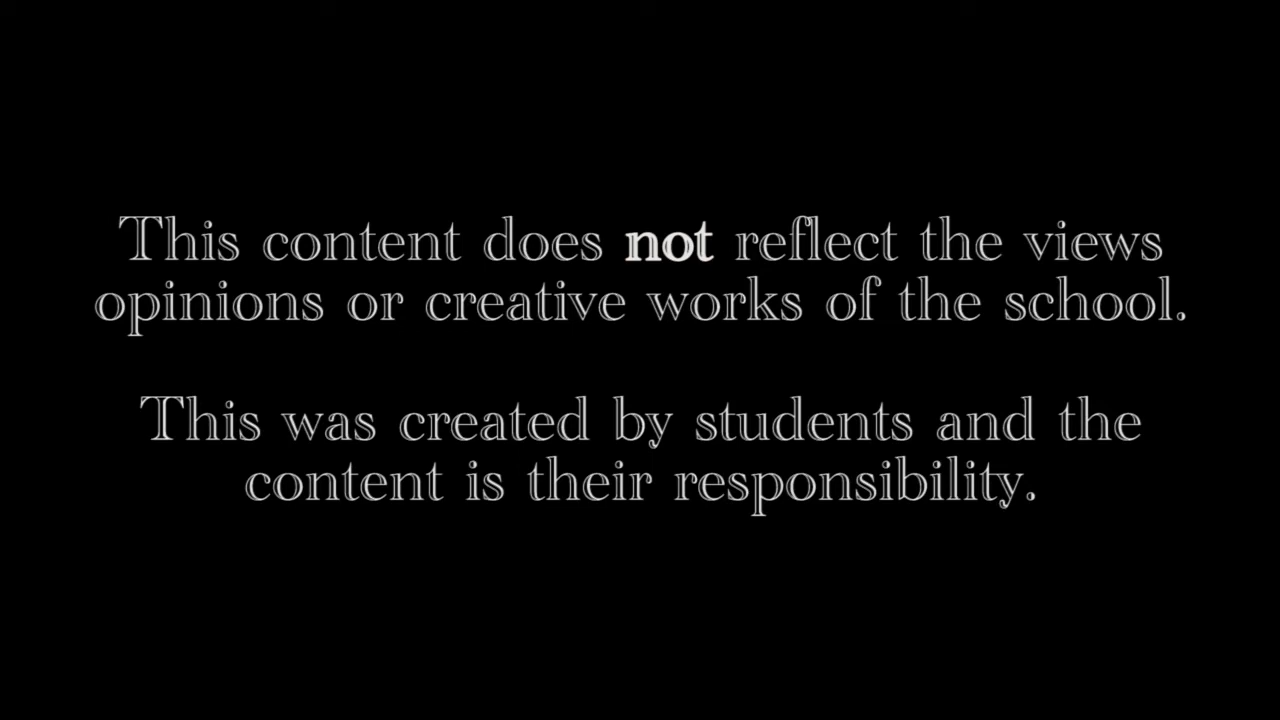 This content does not reflect the views
opinions or creative works of the school.
This was created by students and the
content is their responsibility.